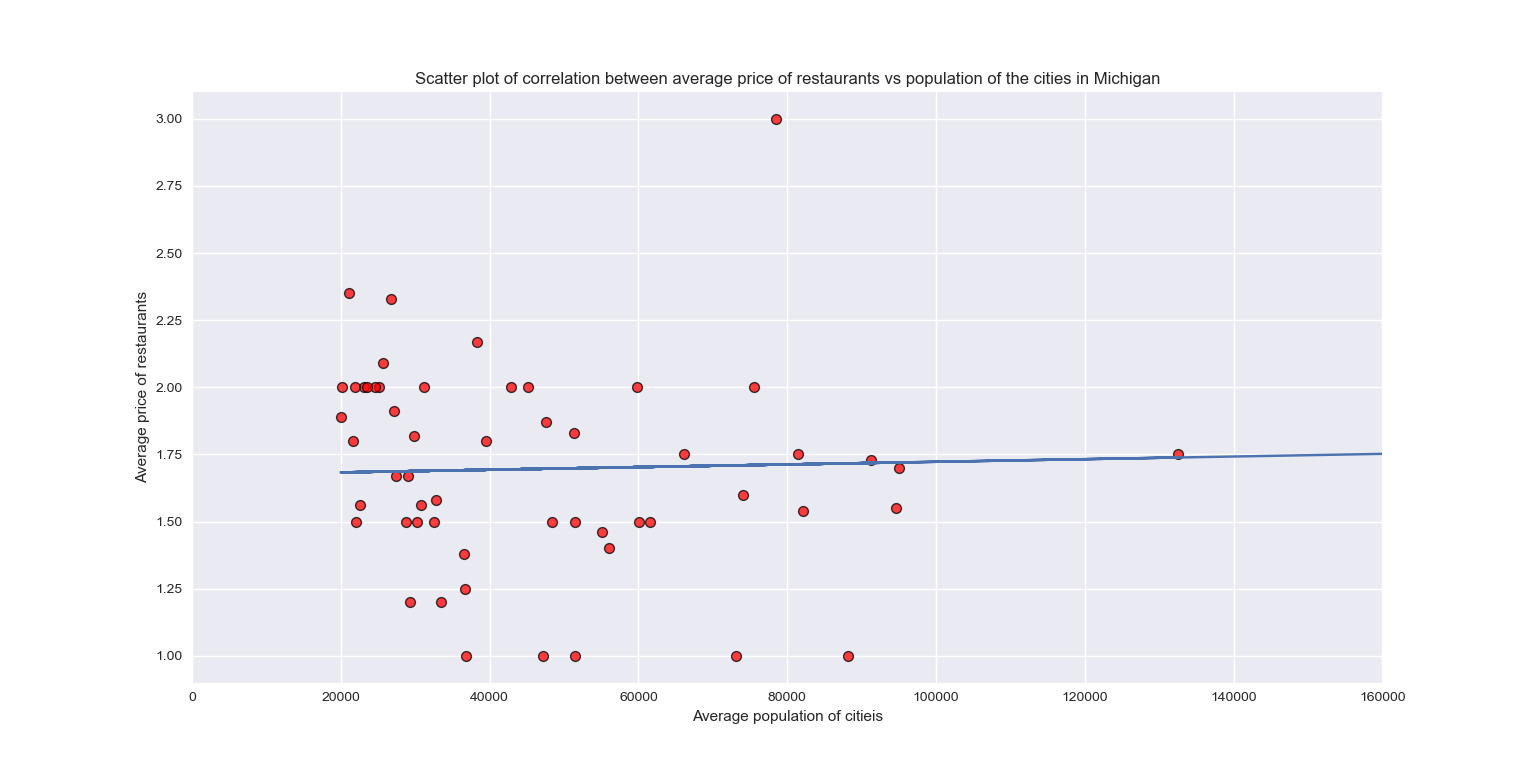 Scatter plot of correlation between average price of restaurants vs population of the cities in Michigan
3.00
2.75
2.50
2.25
2.00
1.75
1.50
1.25
1.00
Average price of restaurants
0 20000 40000 60000 80000 100000 120000 140000 160000
Average population of citieis